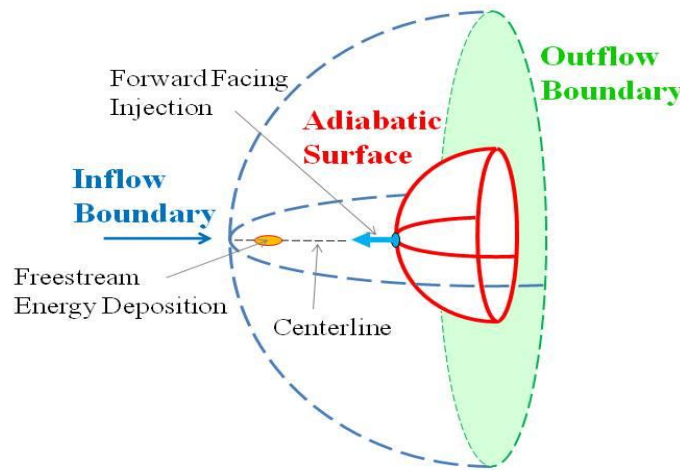 Forward Facing
Injection
Outflow
Boundary
Adiabatic
Surface
Inflow
Boundary
Freestream
Energy Deposition
Centerline